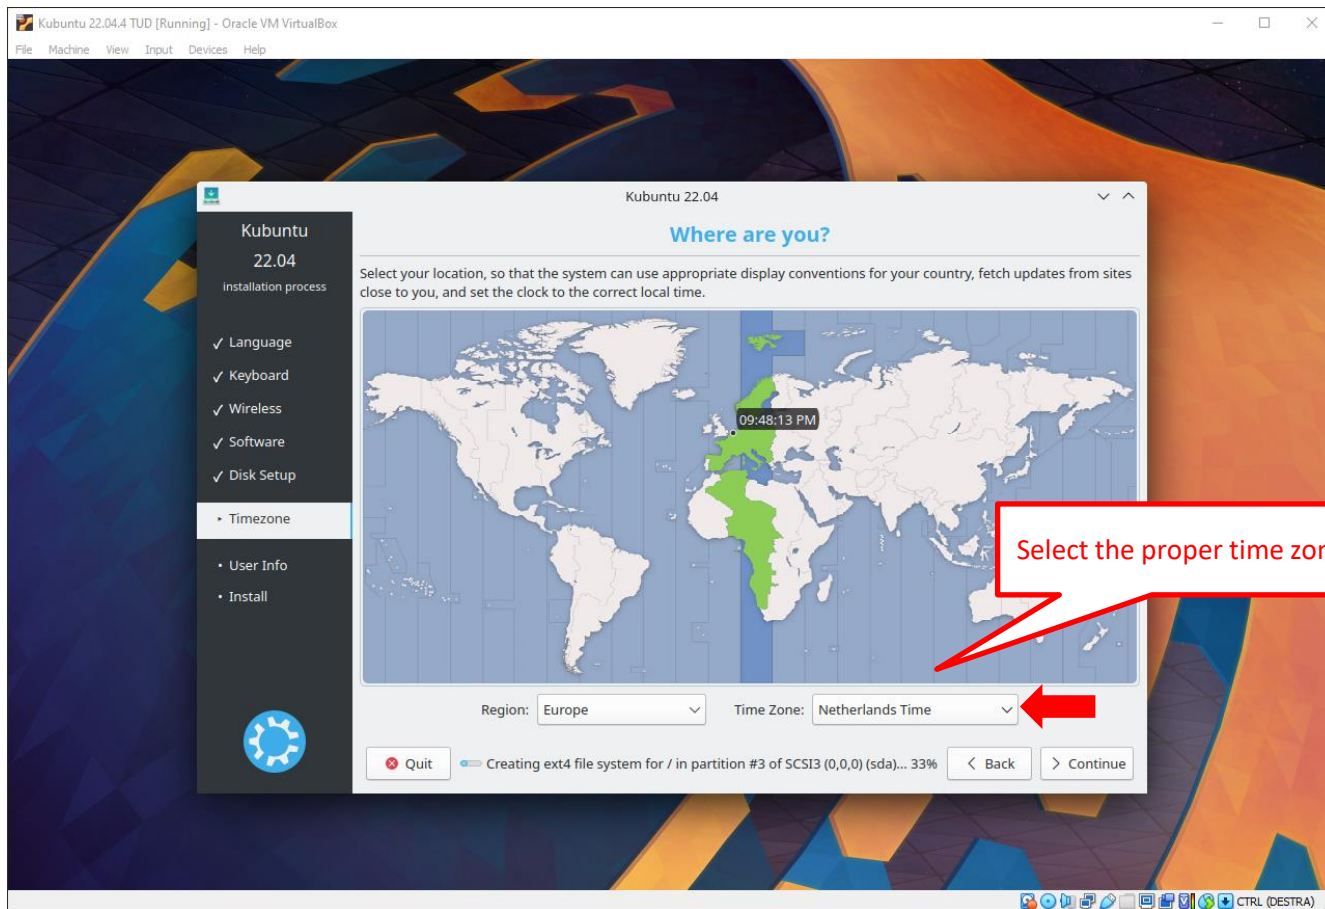 Kubuntu 22.04.4 TUD [Running] - Oracle VM VirtualBox
File Machine View Input Devices Help
Kubuntu 22.04
Kubuntu
22.04
installation process
✓ Language
✓ Keyboard
✓ Wireless
✓ Software
✓ Disk Setup
▸ Timezone
• User Info
• Install
Where are you?
Select your location, so that the system can use appropriate display conventions for your country, fetch updates from sites
close to you, and set the clock to the correct local time.
09:48:13 PM
Select the proper time zon
Region: Europe Time Zone: Netherlands Time
Quit Creating ext4 file system for / in partition #3 of SCSI3 (0,0,0) (sda)... 33% < Back > Continue
CTRL (DESTRA)